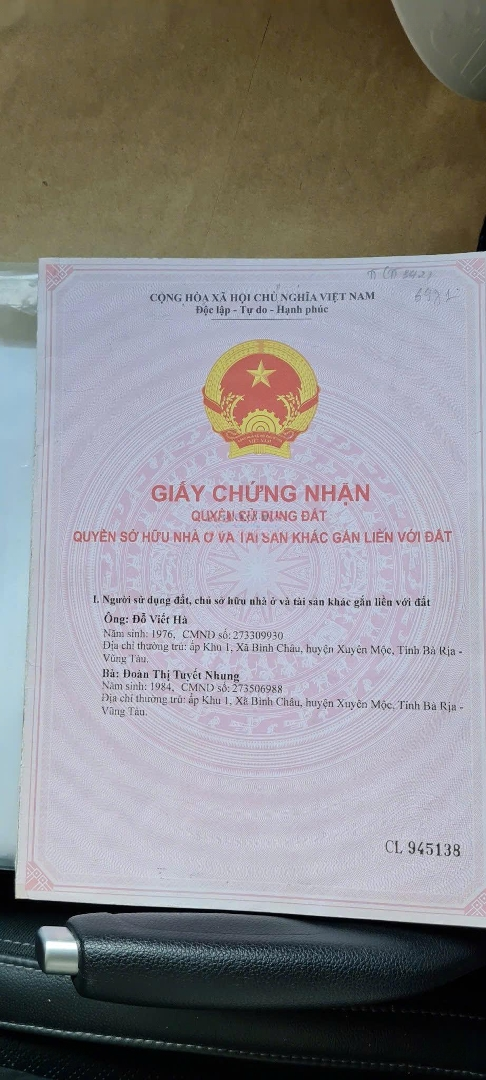 CỘNG HÒA XÃ HỘI CHỦ NGHĨA VIỆT NAM
Độc lập - Tự do - Hạnh phúc
GIẤY CHỨNG NHẬN
QUYỀN SỬ DỤNG ĐẤT
QUYỀN SỞ HỮU NHÀ Ở VÀ TÀI SẢN KHÁC GẮN LIỀN VỚI ĐẤT
I. Người sử dụng đất, chủ sở hữu nhà ở và tài sản khác gắn liền với đất
Ông: Đỗ Viết Hà
Năm sinh: 1976, CMND số: 273309930
Địa chỉ thường trú: ấp Khu 1, Xã Bình Châu, huyện Xuyên Mộc, Tỉnh Bà Rịa -
Vũng Tàu.
Bà: Đoàn Thị Tuyết Nhung
Năm sinh: 1984, CMND số: 273506988
Địa chỉ thường trú: ấp Khu 1, Xã Bình Châu, huyện Xuyên Mộc, Tỉnh Bà Rịa -
Vũng Tàu.
CL 945138